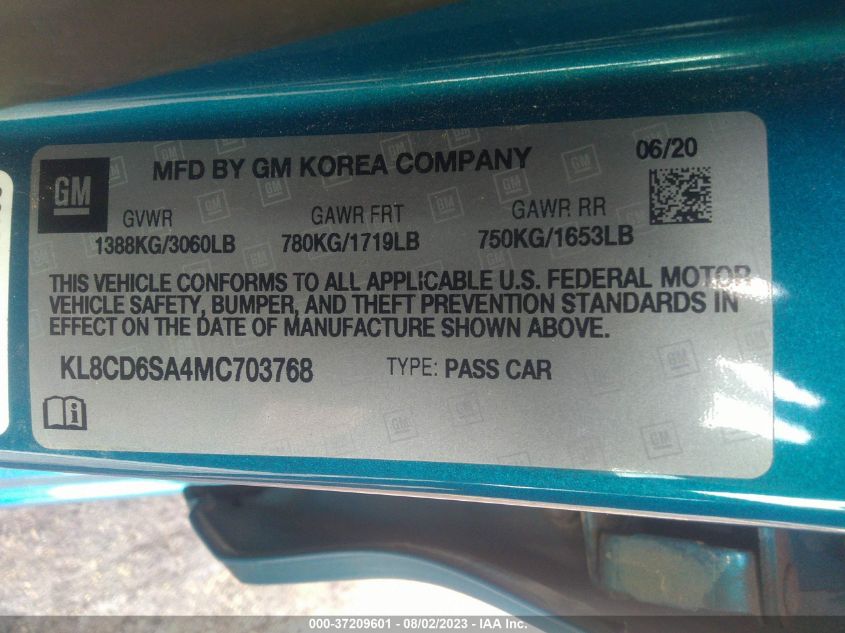 GM
MFD BY GM KOREA COMPANY
06/20
GVWR
GAWR FRT
GAWR RR
1388KG/3060LB
780KG/1719LB
750KG/1653LB
THIS VEHICLE CONFORMS TO ALL APPLICABLE U.S. FEDERAL MOTOR
VEHICLE SAFETY, BUMPER, AND THEFT PREVENTION STANDARDS IN
EFFECT ON THE DATE OF MANUFACTURE SHOWN ABOVE.
KL8CD6SA4MC703768
TYPE: PASS CAR
000-37209601 - 08/02/2023 - IAA Inc.